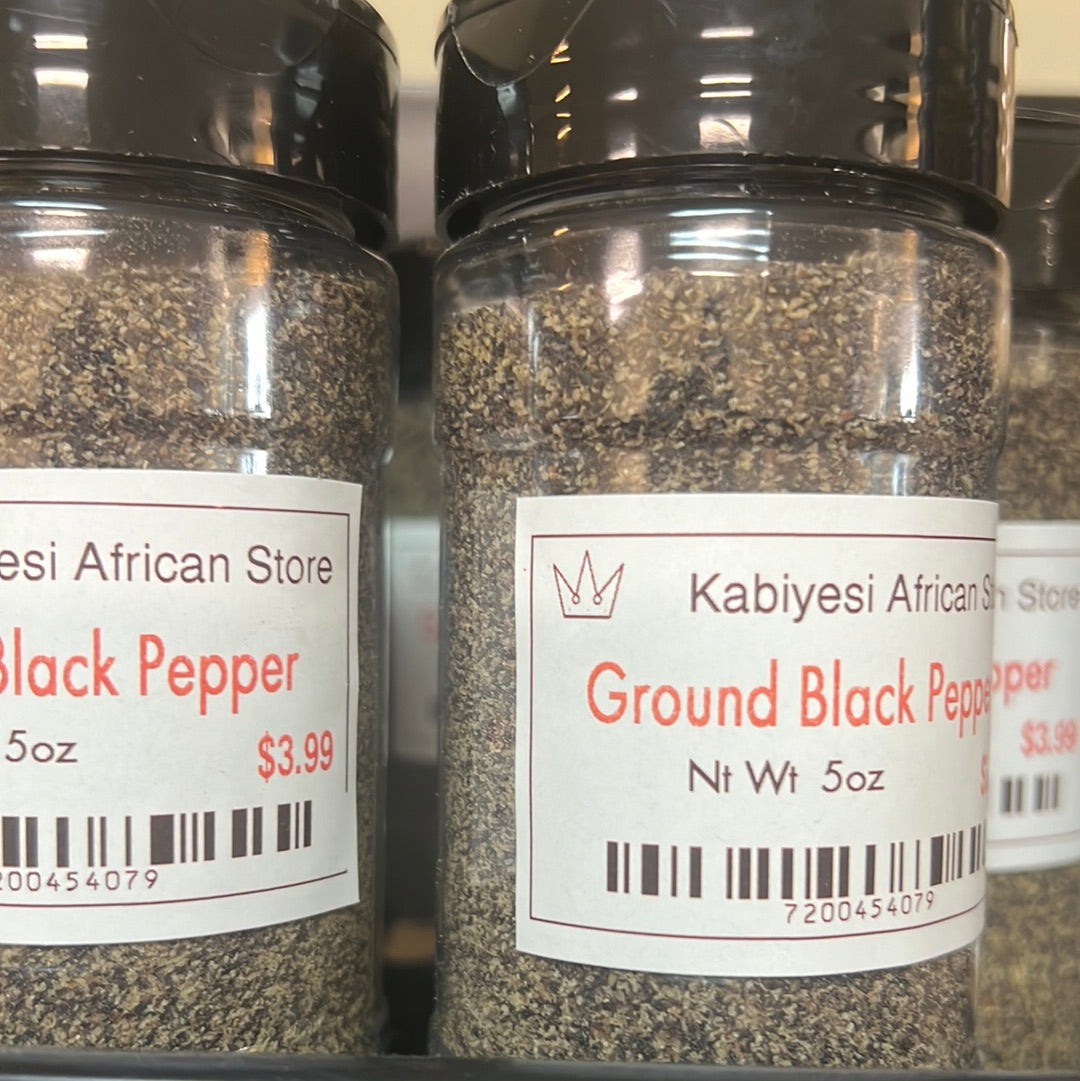 esi African Store
Black Pepper
5oz
$3.99
200454079
Kabiyesi African
Ground Black Peppe
Nt Wt 5oz
7200454079
Store
pper
$3.99